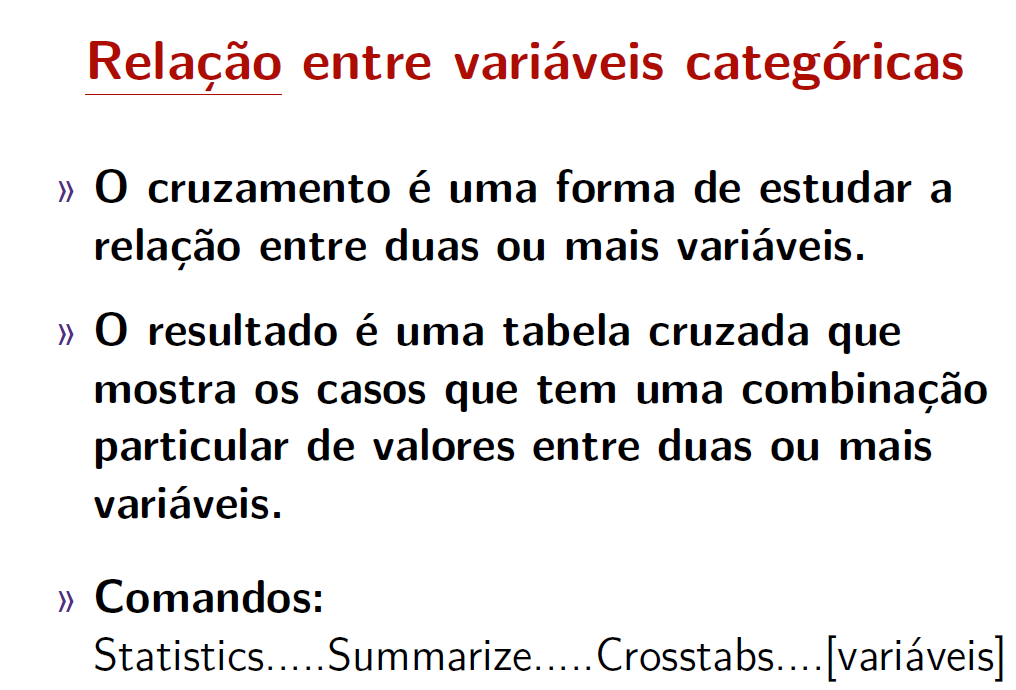 Relação entre variáveis categóricas
» O cruzamento é uma forma de estudar a
relação entre duas ou mais variáveis.
» O resultado é uma tabela cruzada que
mostra os casos que tem uma combinação
particular de valores entre duas ou mais
variáveis.
» Comandos:
Statistics.....Summarize.....Crosstabs....[variáveis]